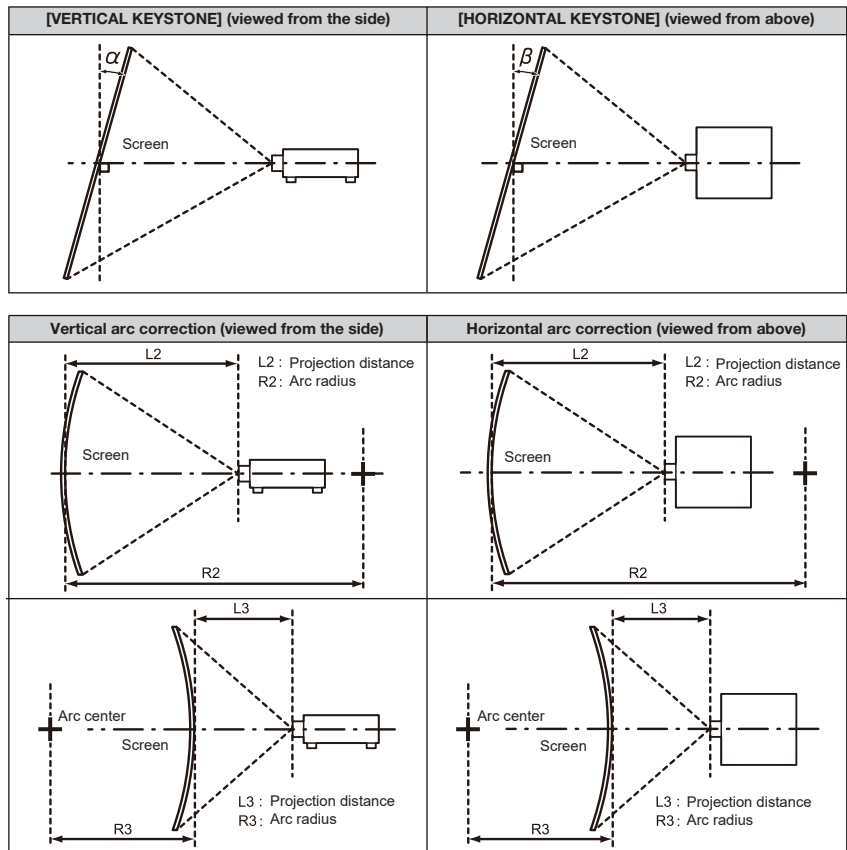 [VERTICAL KEYSTONE] (viewed from the side)
[HORIZONTAL KEYSTONE] (viewed from above)
α
Screen
β
Screen
Vertical arc correction (viewed from the side)
Horizontal arc correction (viewed from above)
L2
L2 : Projection distance
R2 : Arc radius
Screen
R2
L2
L2 : Projection distance
R2 : Arc radius
Screen
R2
L3
Arc center
Screen
L3 : Projection distance
R3 : Arc radius
R3
L3
Arc center
Screen
L3 : Projection distance
R3 : Arc radius
R3